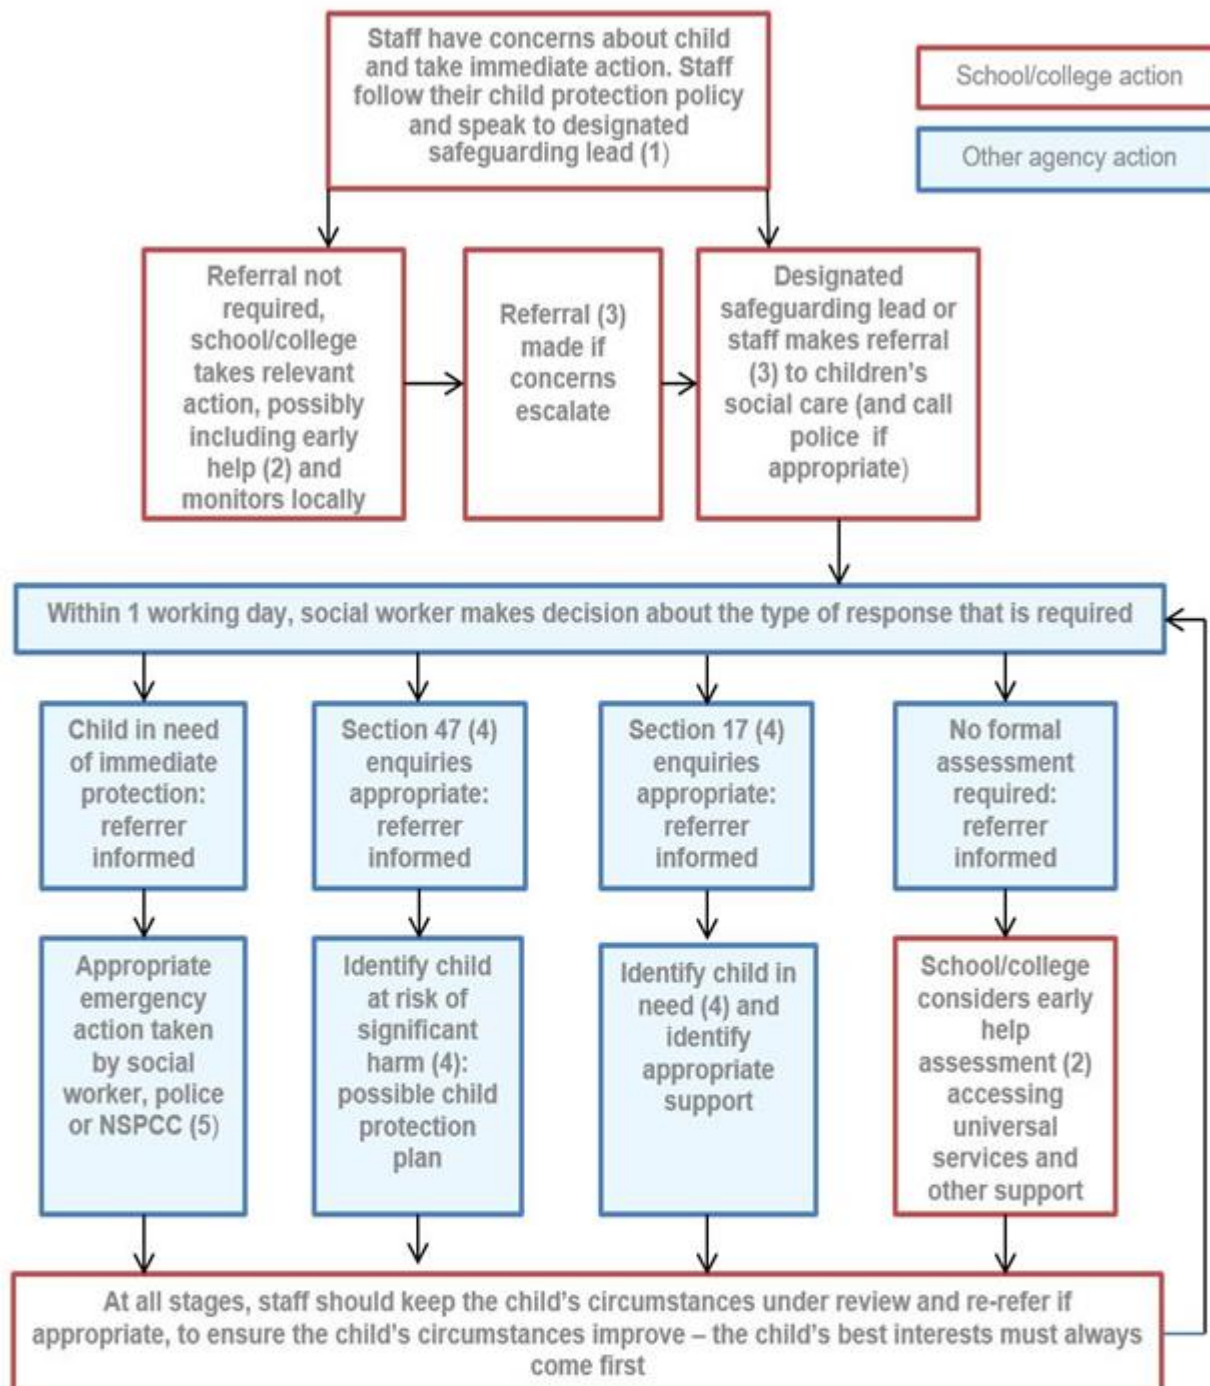 Staff have concerns about child
and take immediate action. Staff
follow their child protection policy
and speak to designated
safeguarding lead (1)
School/college action
Other agency action
Referral not
required,
school/college
takes relevant
action, possibly
including early
help (2) and
monitors locally
Referral (3)
made if
concerns
escalate
Designated
safeguarding lead or
staff makes referral
(3) to children’s
social care (and call
police if
appropriate)
Within 1 working day, social worker makes decision about the type of response that is required
Child in need
of immediate
protection:
referrer
informed
Section 47 (4)
enquiries
appropriate:
referrer
informed
Section 17 (4)
enquiries
appropriate:
referrer
informed
No formal
assessment
required:
referrer
informed
Appropriate
emergency
action taken
by social
worker, police
or NSPCC (5)
Identify child
at risk of
significant
harm (4):
possible child
protection
plan
Identify child in
need (4) and
identify
appropriate
support
School/college
considers early
help
assessment (2)
accessing
universal
services and
other support
At all stages, staff should keep the child’s circumstances under review and re-refer if
appropriate, to ensure the child’s circumstances improve – the child’s best interests must always
come first